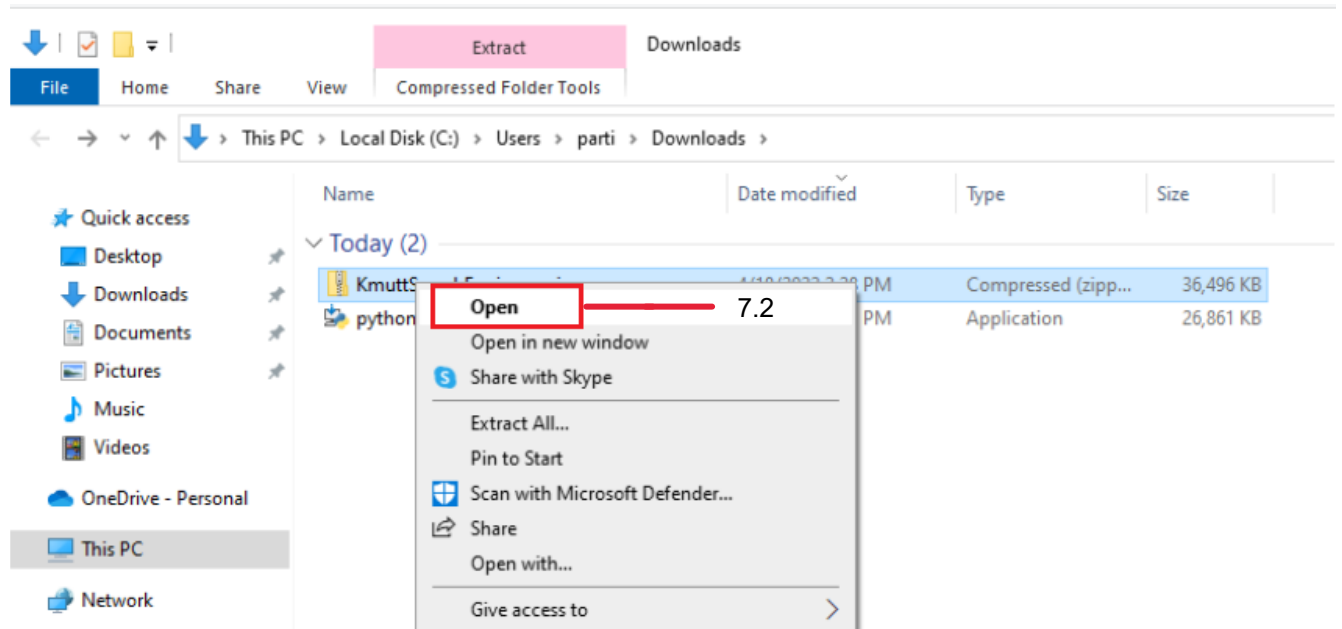 Extract Downloads
File Home Share View Compressed Folder Tools
This PC > Local Disk (C:) > Users > parti > Downloads >
Name Date modified Type Size
Quick access
Today (2)
Desktop
PM Compressed (zipp... 36,496 KB
Open 7.2
Downloads
python PM Application 26,861 KB
Documents
Open in new window
Pictures
Share with Skype
Music
Extract All...
Videos
Pin to Start
OneDrive - Personal
Scan with Microsoft Defender...
Share
This PC
Open with...
Network
Give access to >